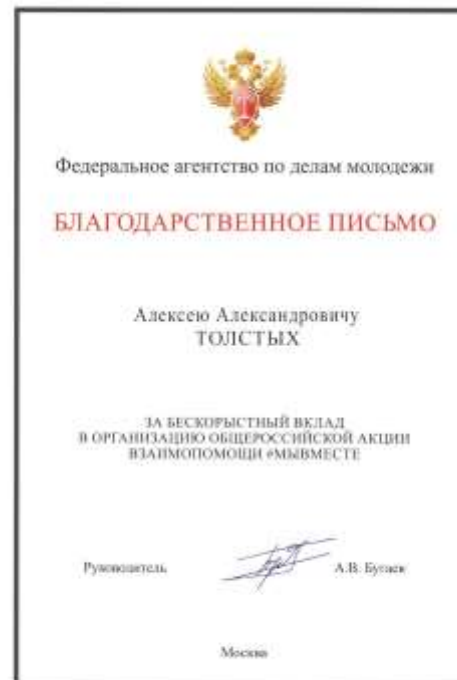 Федеральное агентство по делам молодежи
БЛАГОДАРСТВЕННОЕ ПИСЬМО
Алексею Александровичу
ТОЛСТЫХ
ЗА БЕСКОРЫСТНЫЙ ВКЛАД
В ОРГАНИЗАЦИЮ ОБЩЕРОССИЙСКОЙ АКЦИИ
ВЗАИМОПОМОЩИ #МЫВМЕСТЕ
Руководитель А.В. Бугаев
Москва